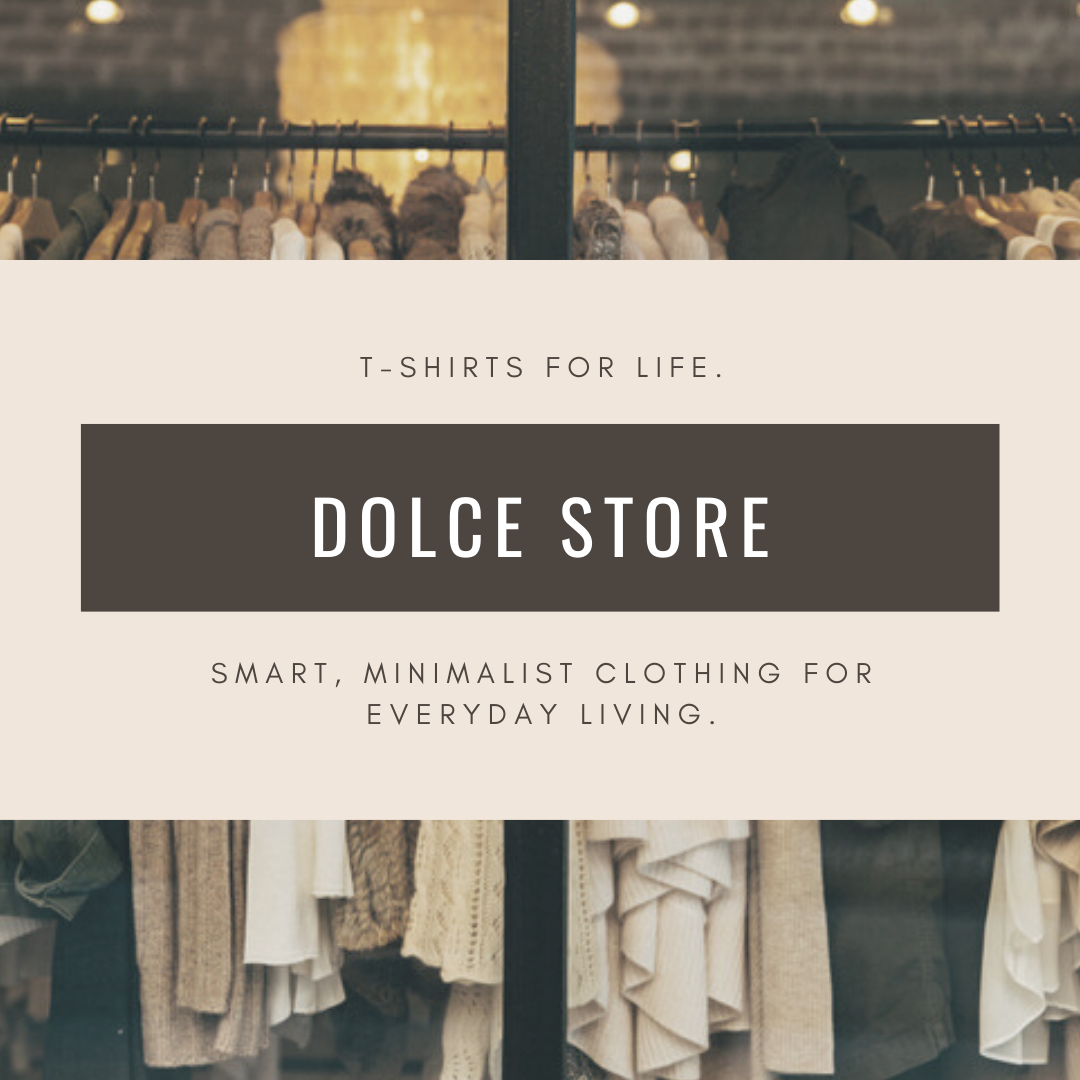 T-SHIRTS FOR LIFE.
DOLCE STORE
SMART, MINIMALIST CLOTHING FOR
EVERYDAY LIVING.